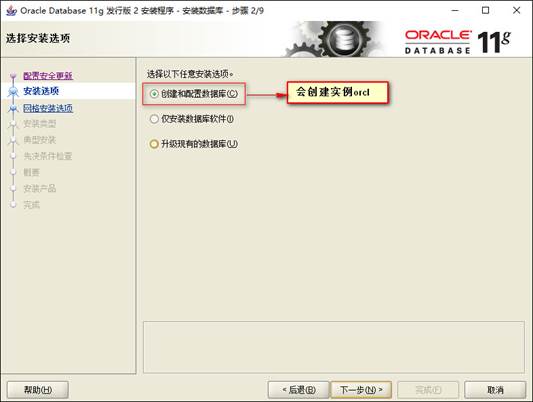 Oracle Database 11g 发行版 2 安装程序 - 安装数据库 - 步骤 2/9
选择安装选项
ORACLE
DATABASE
11g
配置安全更新
安装选项
网格安装选项
安装类型
典型安装
先决条件检查
概要
安装产品
完成
选择以下任意安装选项。
创建和配置数据库(C)
会创建实例orcl
仅安装数据库软件(I)
升级现有的数据库(U)
帮助(H)
< 后退(B)
下一步(N) >
完成(F)
取消